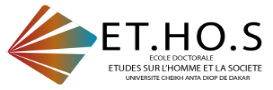 ET.HO.S
ECOLE DOCTORALE
ETUDES SUR L'HOMME ET LA SOCIETE
UNIVERSITE CHEIKH ANTA DIOP DE DAKAR